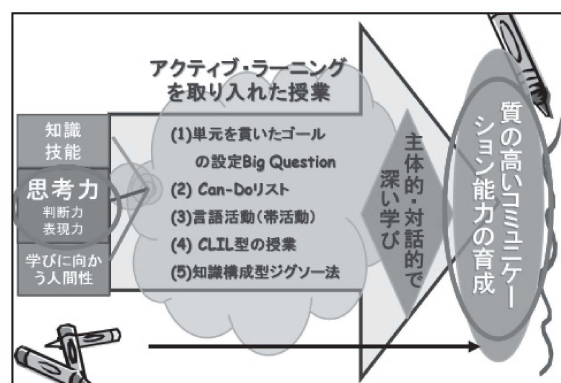 アクティブ・ラーニング
を取り入れた授業
知識
技能
思考力
判断力
表現力
学びに向か
う人間性
(1)単元を貫いたゴール
の設定Big Question
(2) Can-Doリスト
(3)言語活動(帯活動)
(4) CLIL型の授業
(5)知識構成型ジグソー法
主体的・対話的で
深い学び
質の高いコミュニケー
ション能力の育成